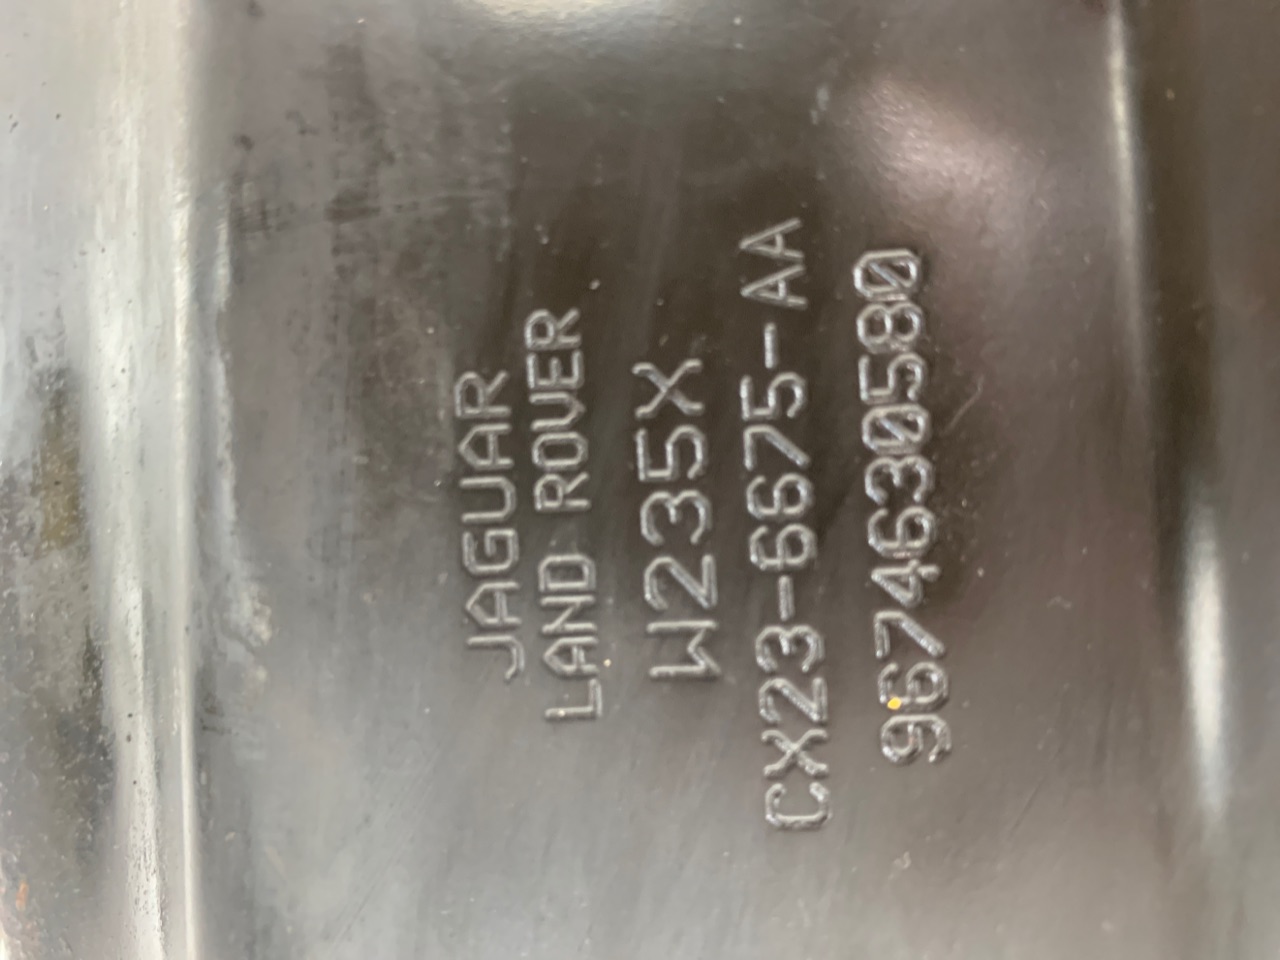 JAGUAR
LAND ROVER
W235X
CX23-6675-AA
9674630580